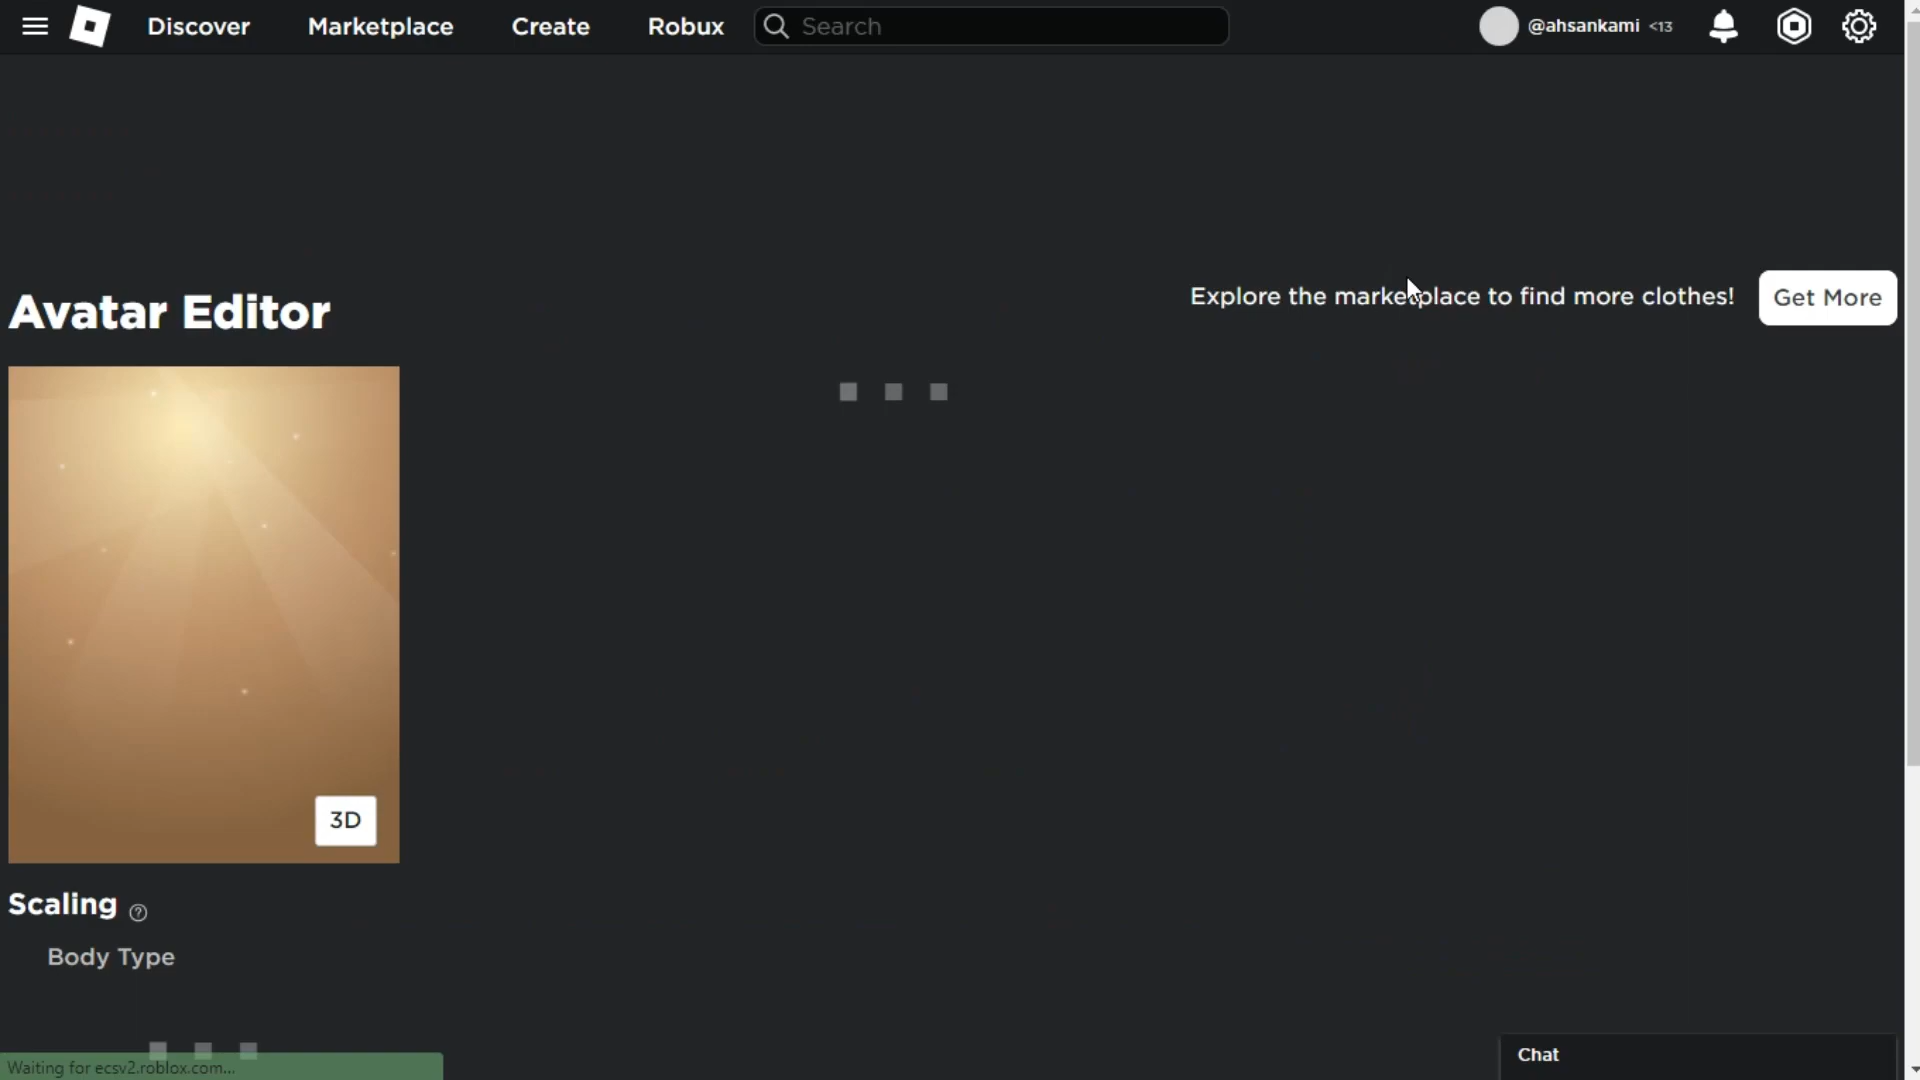 Discover Marketplace Create Robux Search @ahsankami <13
Explore the marketplace to find more clothes! Get More
Avatar Editor
3D
Scaling ?
Body Type
Chat
Waiting for ecsv2.roblox.com...